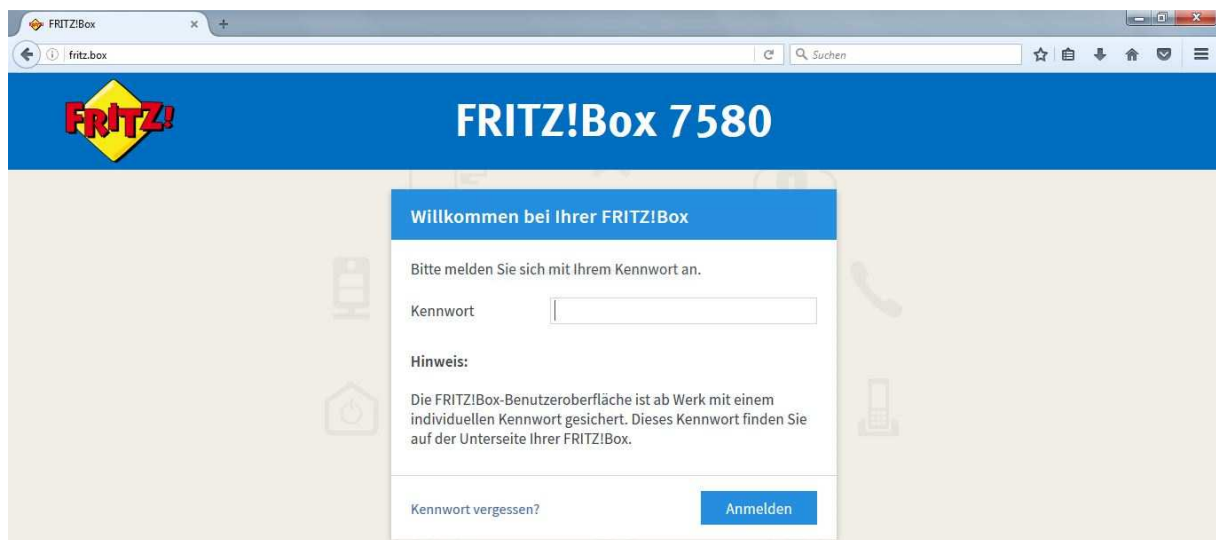 FRITZ!Box
fritz.box
Suchen
FRITZ!
FRITZ!Box 7580
Willkommen bei Ihrer FRITZ!Box
Bitte melden Sie sich mit Ihrem Kennwort an.
Kennwort
Hinweis:
Die FRITZ!Box-Benutzeroberfläche ist ab Werk mit einem
individuellen Kennwort gesichert. Dieses Kennwort finden Sie
auf der Unterseite Ihrer FRITZ!Box.
Kennwort vergessen?
Anmelden